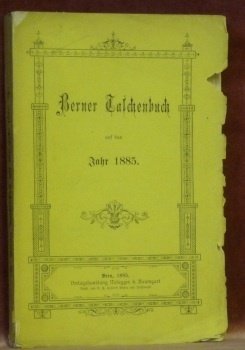 Berner Taschenbuch
auf das
Jahr 1885.
Bern, 1885.
Verlagshandlung Nydegger & Baumgart